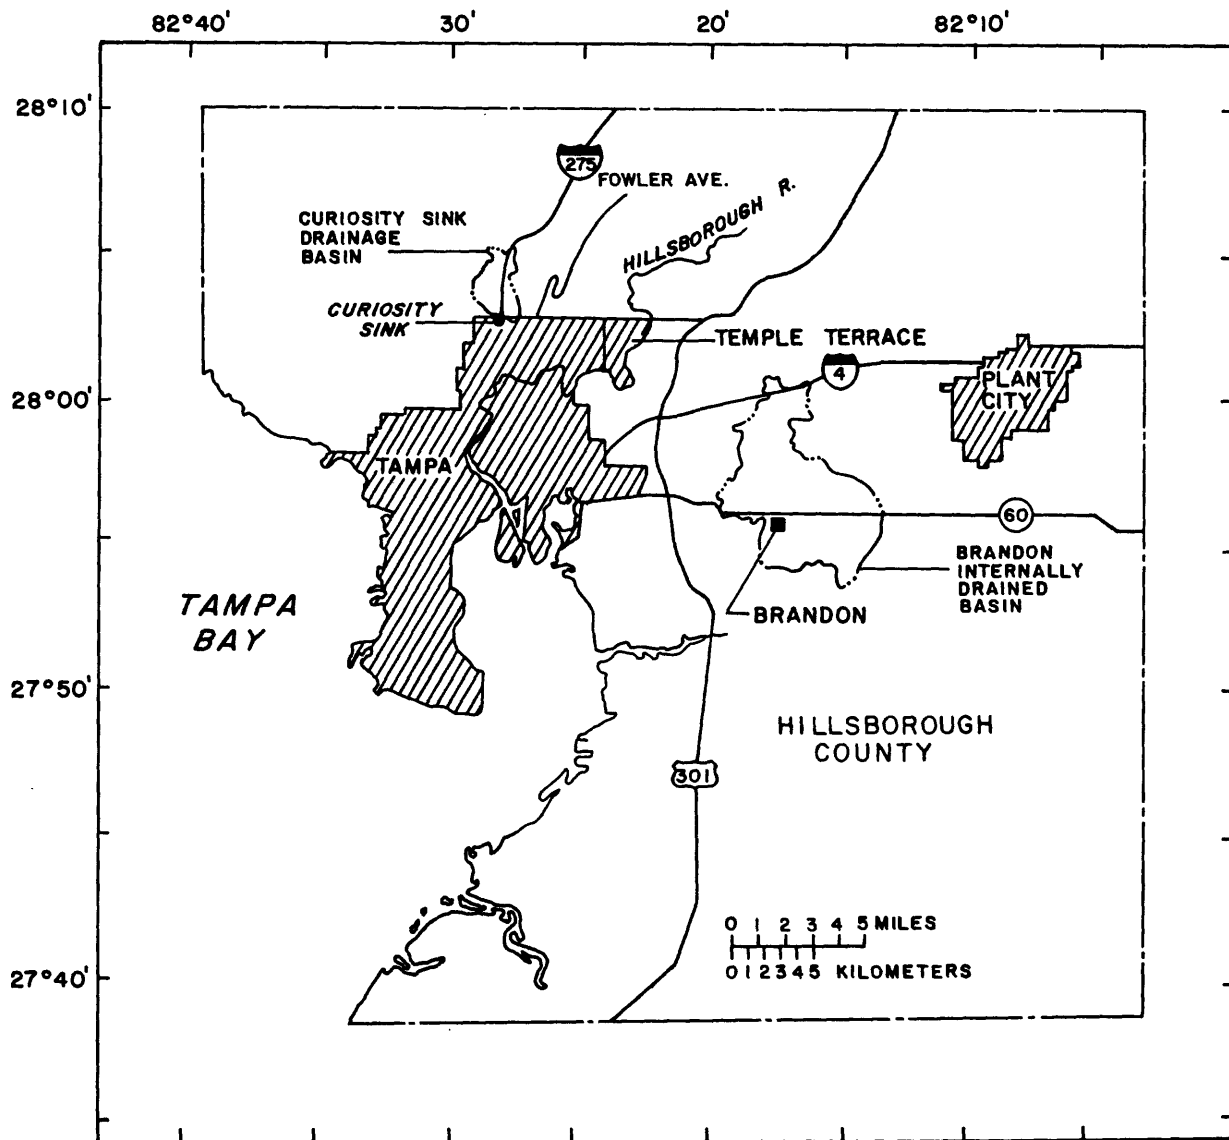 82°40' 30' 20' 82°10'
28°10'
275
FOWLER AVE.
CURIOSITY SINK
DRAINAGE
BASIN
HILLSBOROUGH R.
CURIOSITY
SINK
TEMPLE TERRACE
4
28°00'
PLANT
CITY
TAMPA
60
BRANDON
INTERNALLY
DRAINED
BASIN
TAMPA
BAY
BRANDON
27°50'
HILLSBOROUGH
COUNTY
301
0 1 2 3 4 5 MILES
0 1 2 3 4 5 KILOMETERS
27°40'